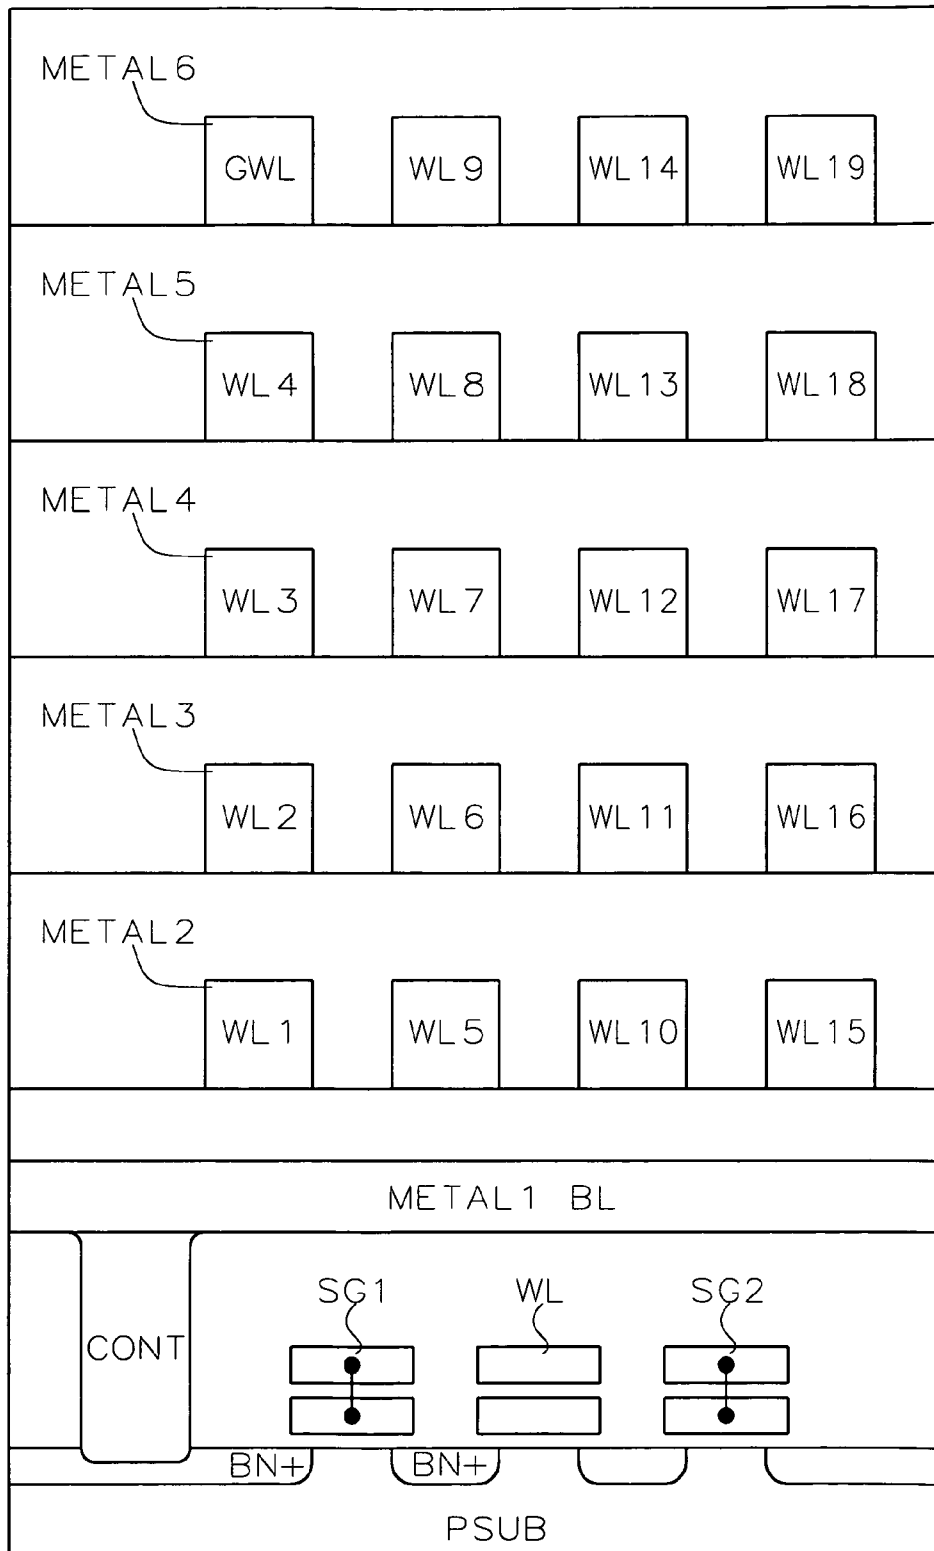 METAL6
GWL WL9 WL14 WL19
METAL5
WL4 WL8 WL13 WL18
METAL4
WL3 WL7 WL12 WL17
METAL3
WL2 WL6 WL11 WL16
METAL2
WL1 WL5 WL10 WL15
METAL1 BL
SG1 WL SG2
CONT
BN+ BN+
PSUB